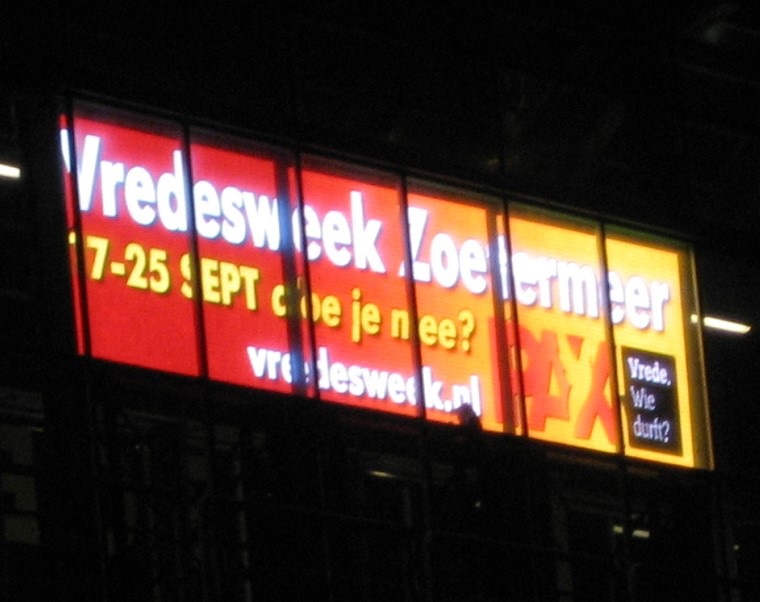 Vredesweek Zoetermeer
17-25 SEPT doe je mee?
vredesweek.nl
PAX
Vrede.
Wie
durft?